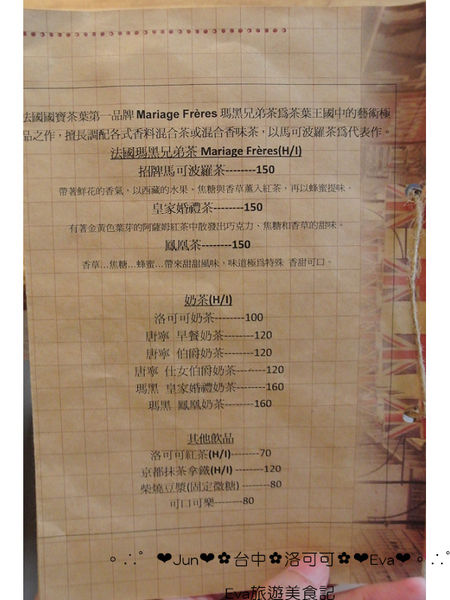 法國國寶茶葉第一品牌 Mariage Frères 瑪黑兄弟茶為茶葉王國中的藝術極
品之作，擅長調配各式香料混合茶或混合香味茶，以馬可波羅茶為代表作。
法國瑪黑兄弟茶 Mariage Frères(H/I)
招牌馬可波羅茶------150
帶著鮮花的香氣，以西藏的水果、焦糖與香草薰入紅茶，再以蜂蜜提味。
皇家婚禮茶--------150
有著金黃色葉芽的阿薩姆紅茶中散發出巧克力、焦糖和香草的甜味。
鳳凰茶--------150
香草...焦糖...蜂蜜...帶來甜甜風味，味道極為特殊 香甜可口。
奶茶(H/I)
洛可可奶茶--------100
唐寧 早餐奶茶--------120
唐寧 伯爵奶茶--------120
唐寧 仕女伯爵奶茶--------120
瑪黑 皇家婚禮奶茶--------160
瑪黑 鳳凰奶茶--------160
其他飲品
洛可可紅茶(H/I)--------70
京都抹茶拿鐵(H/I) --------120
柴燒豆漿(固定微糖) --------80
可口可樂--------80
。∴° ❤Jun❤✿台中✿洛可可✿❤Eva❤。∴°
Eva旅遊美食記